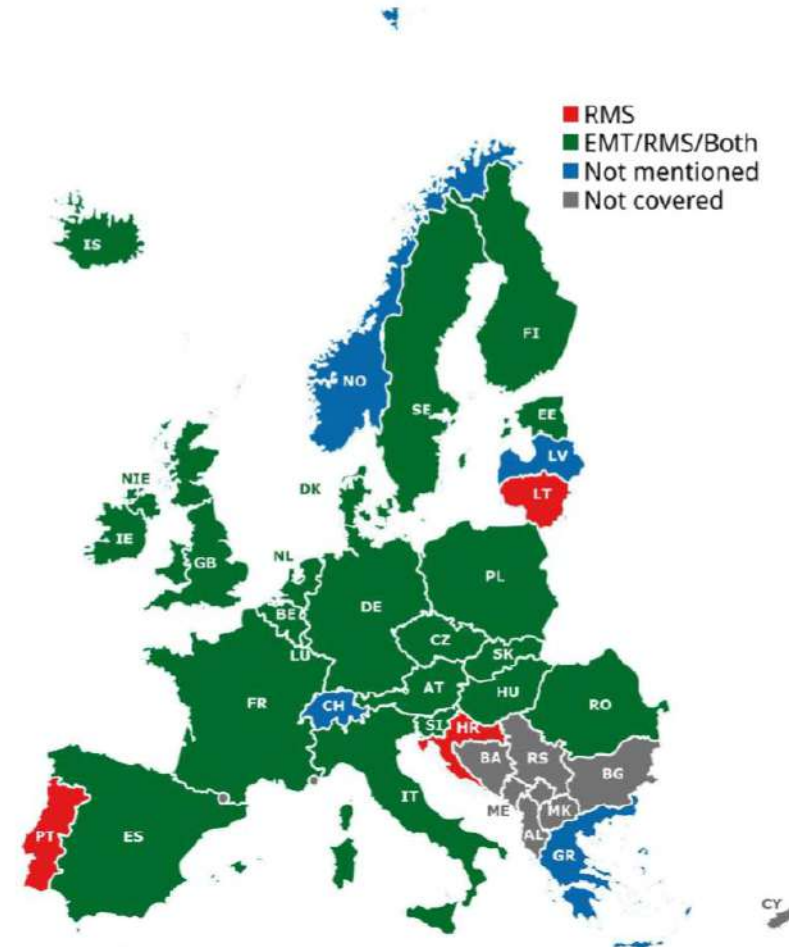 RMS
EMT/RMS/Both
Not mentioned
Not covered
IS
FI
NO
SE
EE
LV
LT
NIE
DK
IE
GB
NL
PL
BE
DE
CZ
LU
SK
AT
HU
FR
CH
RO
SI
HR
BA
RS
BG
IT
ME
MK
PT
ES
AL
GR
CY